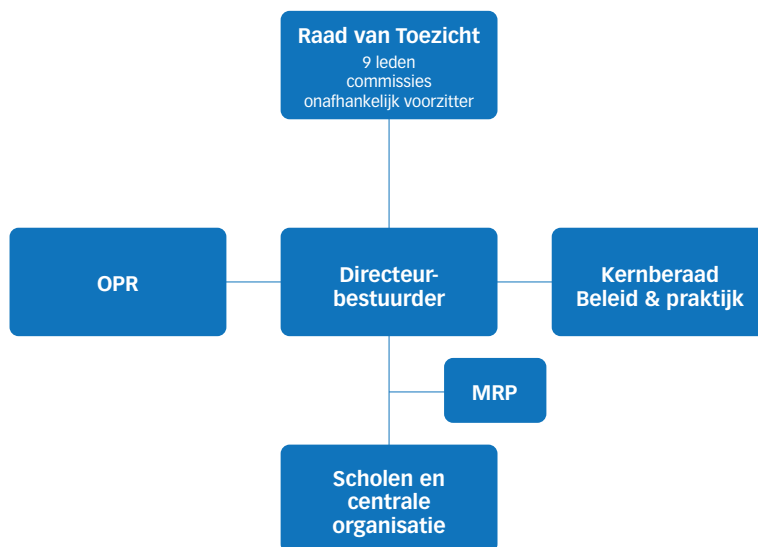 Raad van Toezicht
9 leden
commissies
onafhankelijk voorzitter
OPR
Directeur-
bestuurder
Kernberaad
Beleid & praktijk
MRP
Scholen en
centrale
organisatie